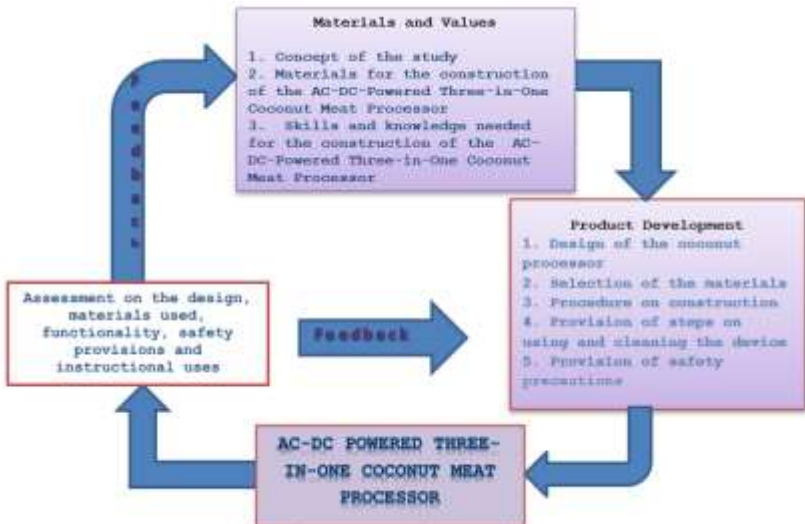 Materials and Values
1. Concept of the study
2. Materials for the construction
of the AC-DC-Powered Three-in-One
Coconut Meat Processor
3. Skills and knowledge needed
for the construction of the AC-
DC-Powered Three-in-One Coconut
Meat Processor
Feedback
Product Development
1. Design of the coconut
processor
2. Selection of the materials
3. Procedure on construction
4. Provision of steps on
using and cleaning the device
5. Provision of safety
precautions
Assessment on the design,
materials used,
functionality, safety
provisions and
instructional uses
Feedback
AC-DC POWERED THREE-
IN-ONE COCONUT MEAT
PROCESSOR